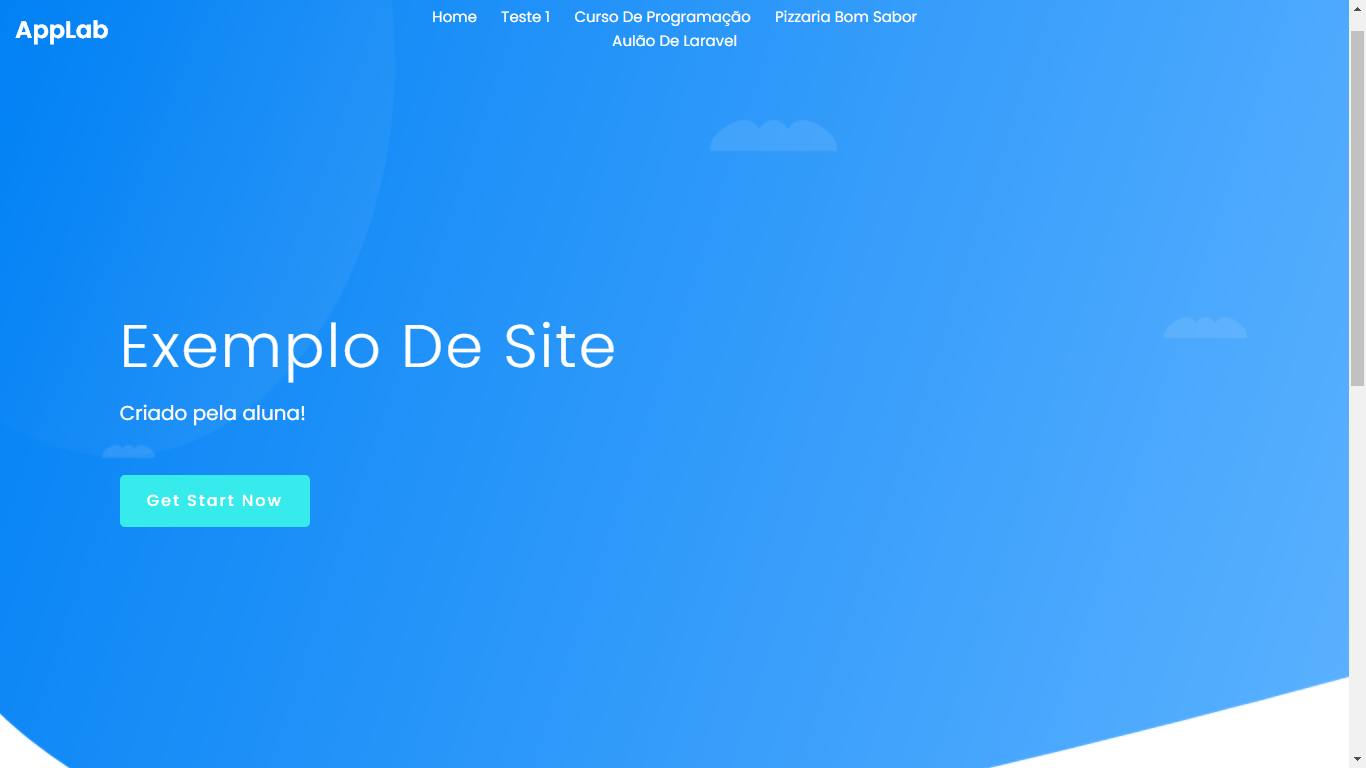 AppLab
Home Teste 1 Curso De Programação Pizzaria Bom Sabor
Aulão De Laravel
Exemplo De Site
Criado pela aluna!
Get Start Now